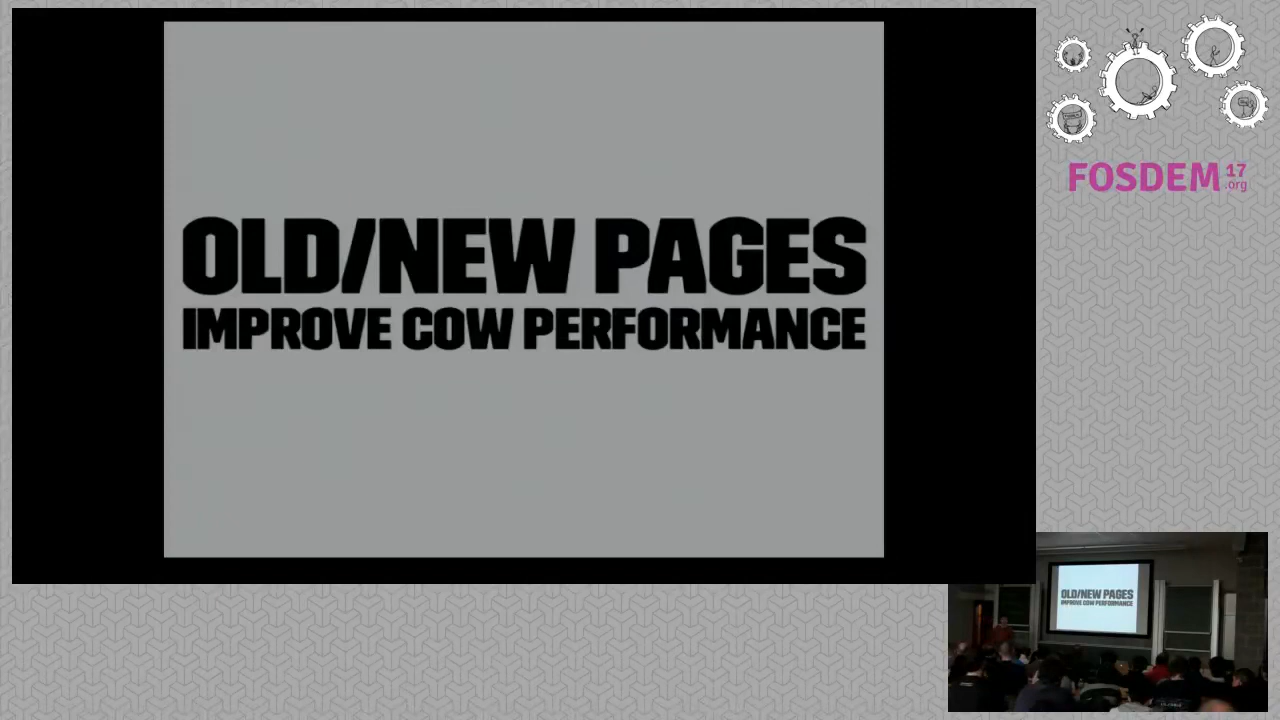 OLD/NEW PAGES
IMPROVE COW PERFORMANCE
FOSDEM 17
.org
OLD/NEW PAGES
IMPROVE COW PERFORMANCE